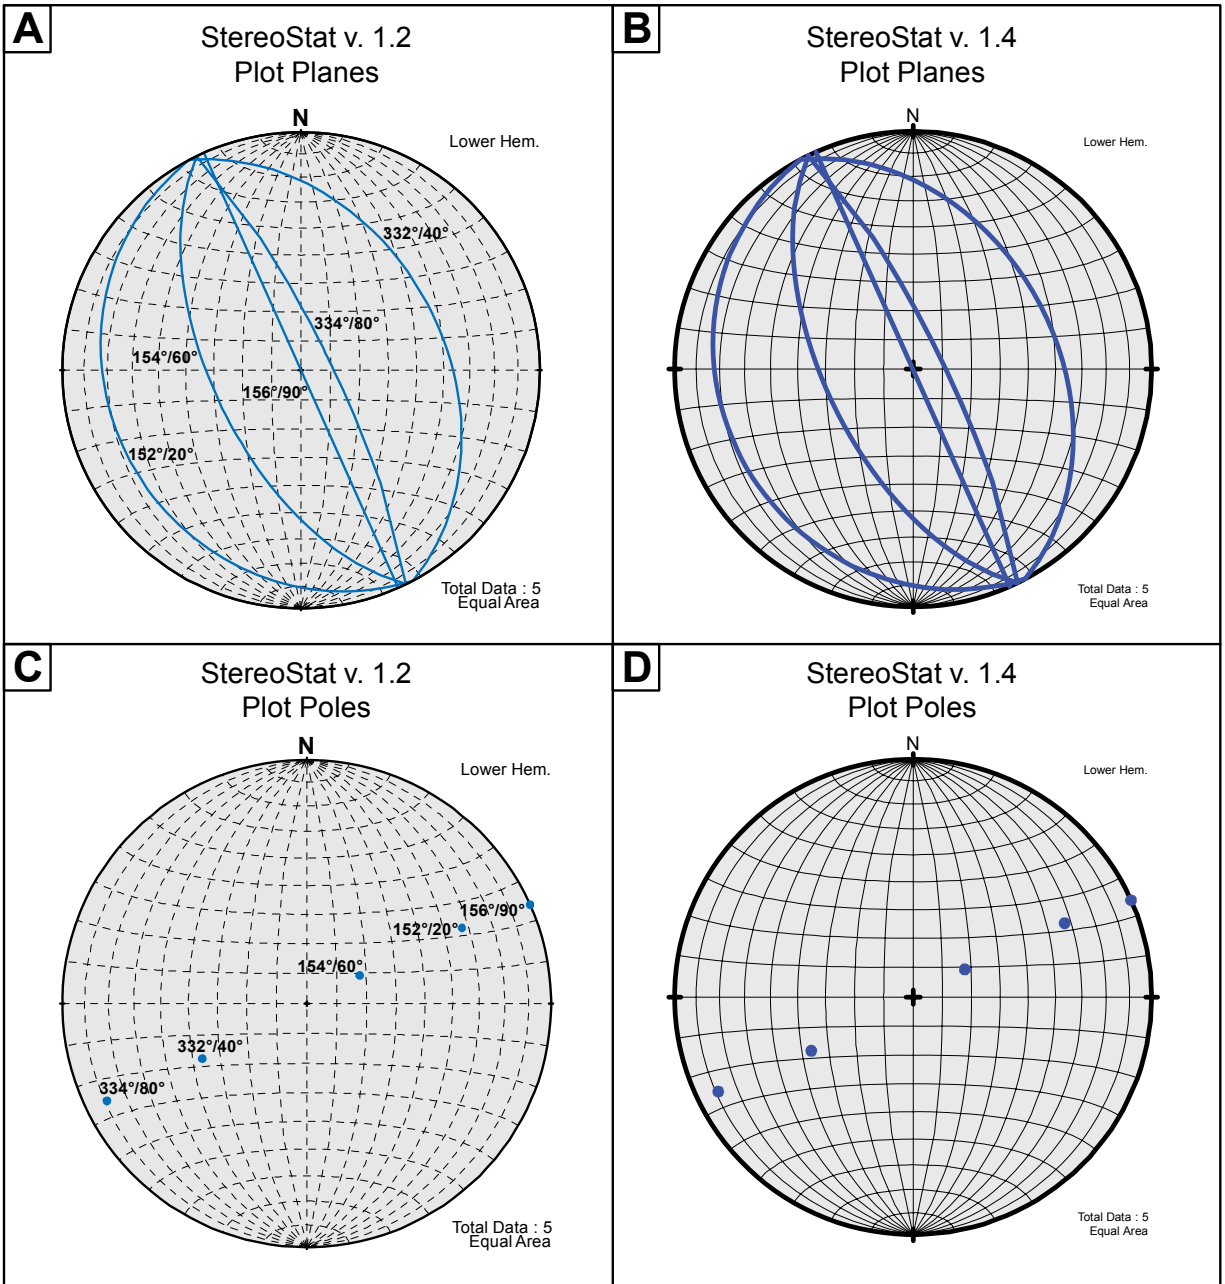 A
StereoStat v. 1.2
Plot Planes
N
Lower Hem.
332°/40°
334°/80°
154°/60°
156°/90°
152°/20°
Total Data : 5
Equal Area
B
StereoStat v. 1.4
Plot Planes
N
Lower Hem.
Total Data : 5
Equal Area
C
StereoStat v. 1.2
Plot Poles
N
Lower Hem.
156°/90°
152°/20°
154°/60°
332°/40°
334°/80°
Total Data : 5
Equal Area
D
StereoStat v. 1.4
Plot Poles
N
Lower Hem.
Total Data : 5
Equal Area